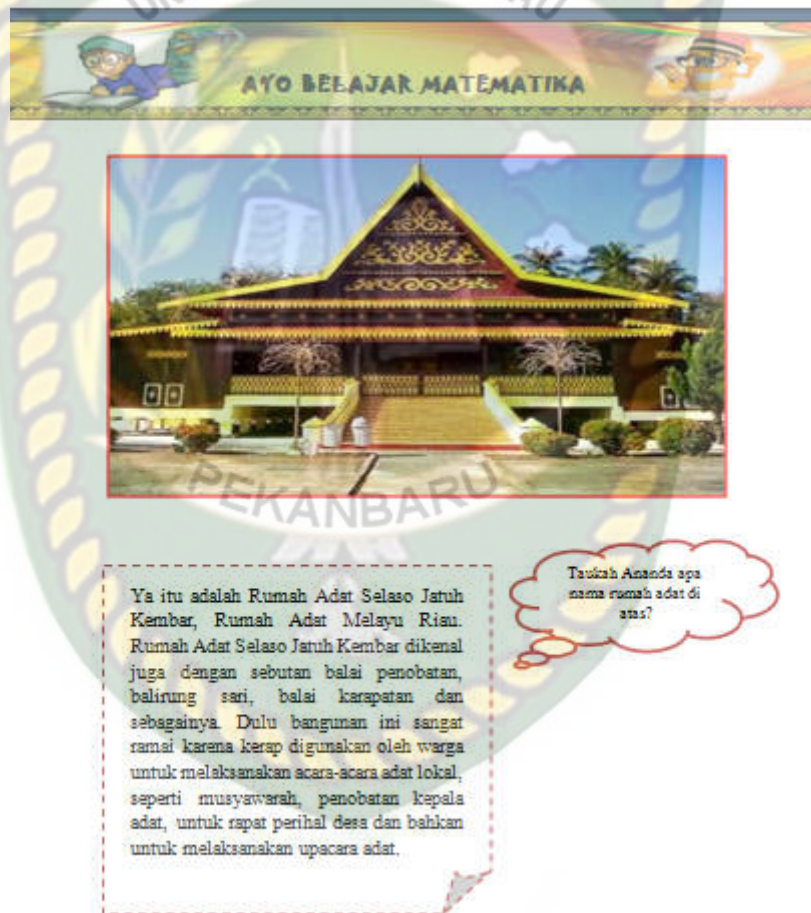 AYO BELAJAR MATEMATIKA
PEKANBARU
Taukah Ananda apa
nama rumah adat di
atas?
Ya itu adalah Rumah Adat Selaso Jatuh
Kembar, Rumah Adat Melayu Riau.
Rumah Adat Selaso Jatuh Kembar dikenal
juga dengan sebutan balai penobatan,
balirung sari, balai karapatan dan
sebagainya. Dulu bangunan ini sangat
ramai karena kerap digunakan oleh warga
untuk melaksanakan acara-acara adat lokal,
seperti musyawarah, penobatan kepala
adat, untuk rapat perihal desa dan bahkan
untuk melaksanakan upacara adat.